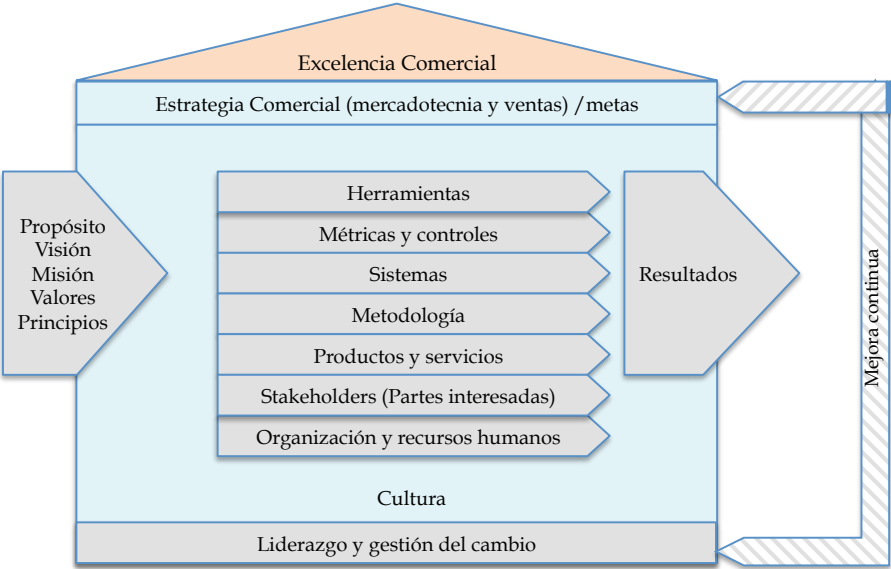 Excelencia Comercial
Estrategia Comercial (mercadotecnia y ventas) /metas
Propósito
Visión
Misión
Valores
Principios
Herramientas
Métricas y controles
Sistemas
Metodología
Productos y servicios
Stakeholders (Partes interesadas)
Organización y recursos humanos
Resultados
Mejora continua
Cultura
Liderazgo y gestión del cambio